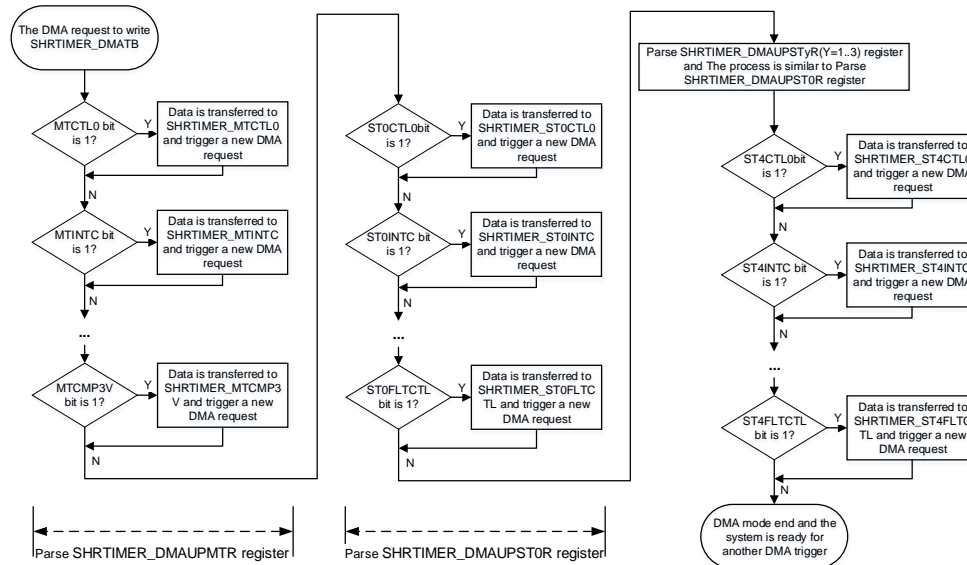 The DMA request to write
SHRTIMER_DMATB
MTCTL0 bit
is 1?
Y
Data is transferred to
SHRTIMER_MTCTL0
and trigger a new DMA
request
N
MTINTC bit
is 1?
Y
Data is transferred to
SHRTIMER_MTINTC
and trigger a new DMA
request
N
...
MTCMP3V
bit is 1?
Y
Data is transferred to
SHRTIMER_MTCMP3
V and trigger a new
DMA request
N
Parse SHRTIMER_DMAUPMTR register
ST0CTL0bit
is 1?
Y
Data is transferred to
SHRTIMER_ST0CTL0
and trigger a new DMA
request
N
ST0INTC bit
is 1?
Y
Data is transferred to
SHRTIMER_ST0INTC
and trigger a new DMA
request
N
...
ST0FLTCTL
bit is 1?
Y
Data is transferred to
SHRTIMER_ST0FLTC
TL and trigger a new
DMA request
N
Parse SHRTIMER_DMAUPST0R register
Parse SHRTIMER_DMAUPSTyR(Y=1..3) register
and The process is similar to Parse
SHRTIMER_DMAUPST0R register
ST4CTL0bit
is 1?
Y
Data is transferred to
SHRTIMER_ST4CTL0
and trigger a new DMA
request
N
ST4INTC bit
is 1?
Y
Data is transferred to
SHRTIMER_ST4INTC
and trigger a new DMA
request
N
...
ST4FLTCTL
bit is 1?
Y
Data is transferred to
SHRTIMER_ST4FLTC
TL and trigger a new
DMA request
N
DMA mode end and the
system is ready for
another DMA trigger